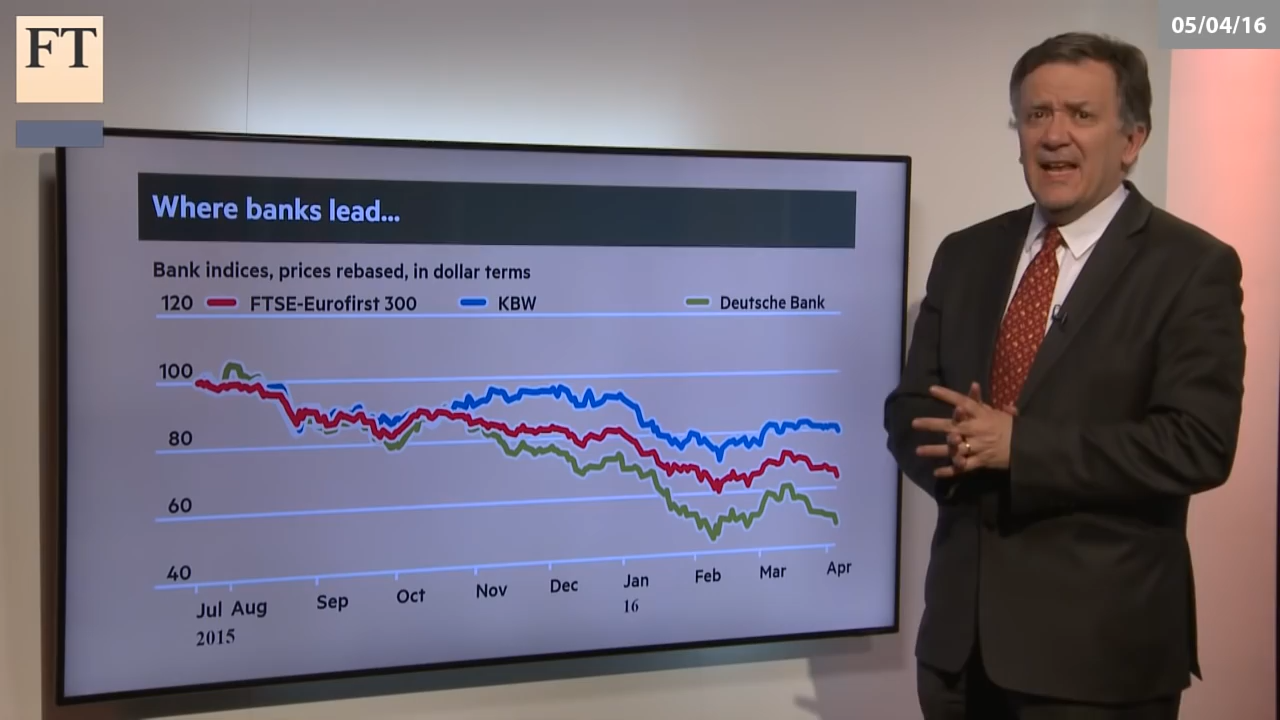 FT
05/04/16
Where banks lead...
Bank indices, prices rebased, in dollar terms
120 FTSE-Eurofirst 300 KBW Deutsche Bank
100
80
60
40
Jul Aug Sep Oct Nov Dec Jan Feb Mar Apr
2015 16